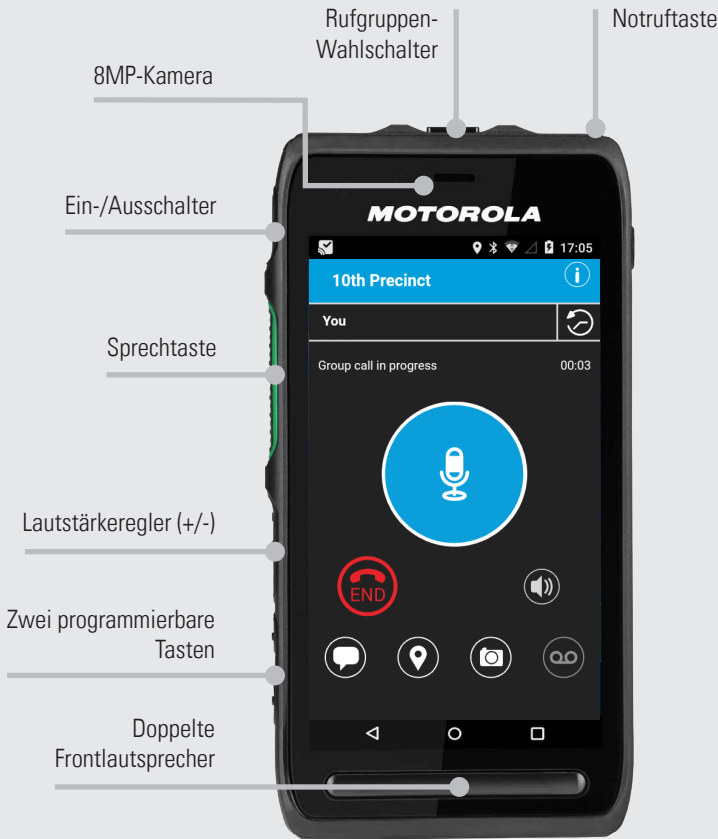 Rufgruppen-
Wahlschalter
Notruftaste
8MP-Kamera
Ein-/Ausschalter
MOTOROLA
17:05
10th Precinct
i
You
Sprechtaste
Group call in progress 00:03
Lautstärkeregler (+/-)
END
Zwei programmierbare
Tasten
Doppelte
Frontlautsprecher